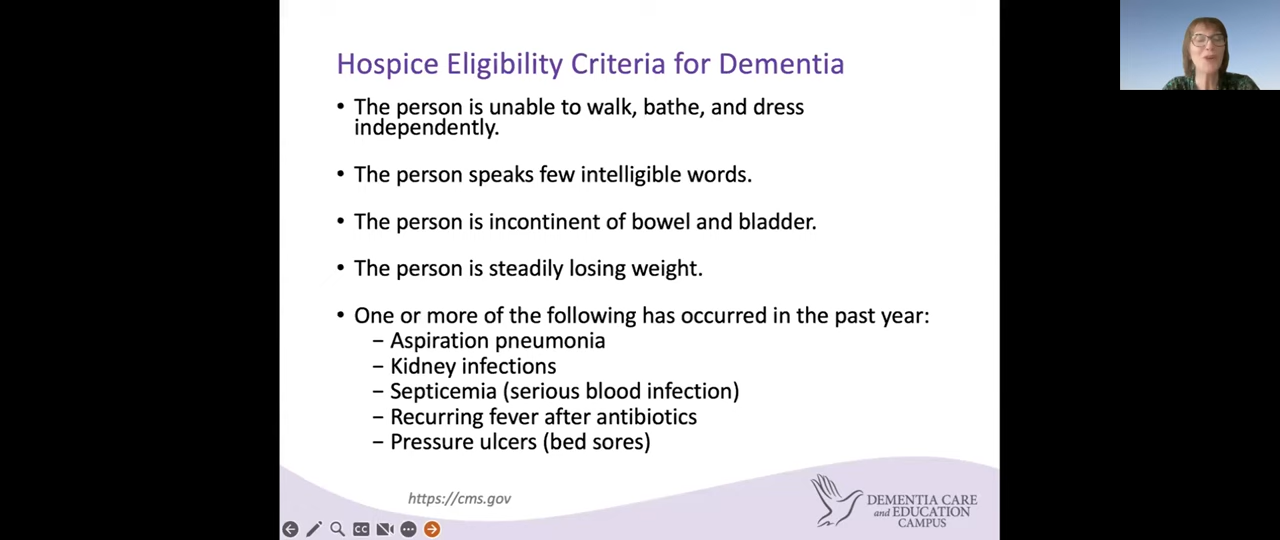 Hospice Eligibility Criteria for Dementia
• The person is unable to walk, bathe, and dress
independently.
• The person speaks few intelligible words.
• The person is incontinent of bowel and bladder.
• The person is steadily losing weight.
• One or more of the following has occurred in the past year:
– Aspiration pneumonia
– Kidney infections
– Septicemia (serious blood infection)
– Recurring fever after antibiotics
– Pressure ulcers (bed sores)
https://cms.gov
DEMENTIA CARE
and EDUCATION
CAMPUS
CC